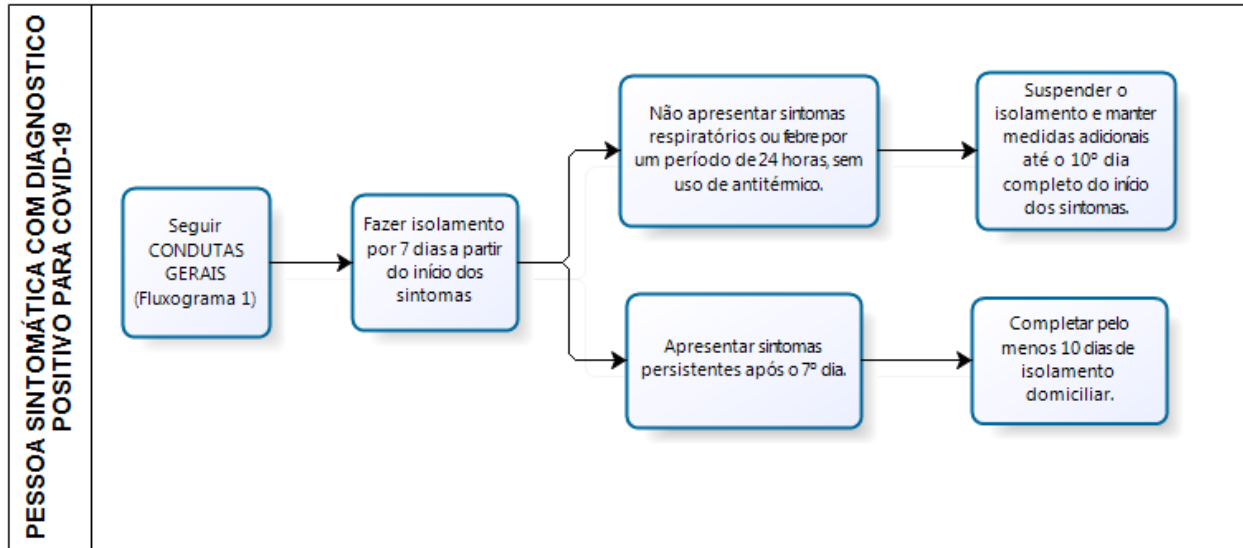 PESSOA SINTOMÁTICA COM DIAGNOSTICO
POSITIVO PARA COVID-19
Seguir
CONDUTAS
GERAIS
(Fluxograma 1)
Fazer isolamento
por 7 dias a partir
do início dos
sintomas
Não apresentar sintomas
respiratórios ou febre por
um período de 24 horas, sem
uso de antitérmico.
Suspender o
isolamento e manter
medidas adicionais
até o 10º dia
completo do início
dos sintomas.
Apresentar sintomas
persistentes após o 7º dia.
Completar pelo
menos 10 dias de
isolamento
domiciliar.